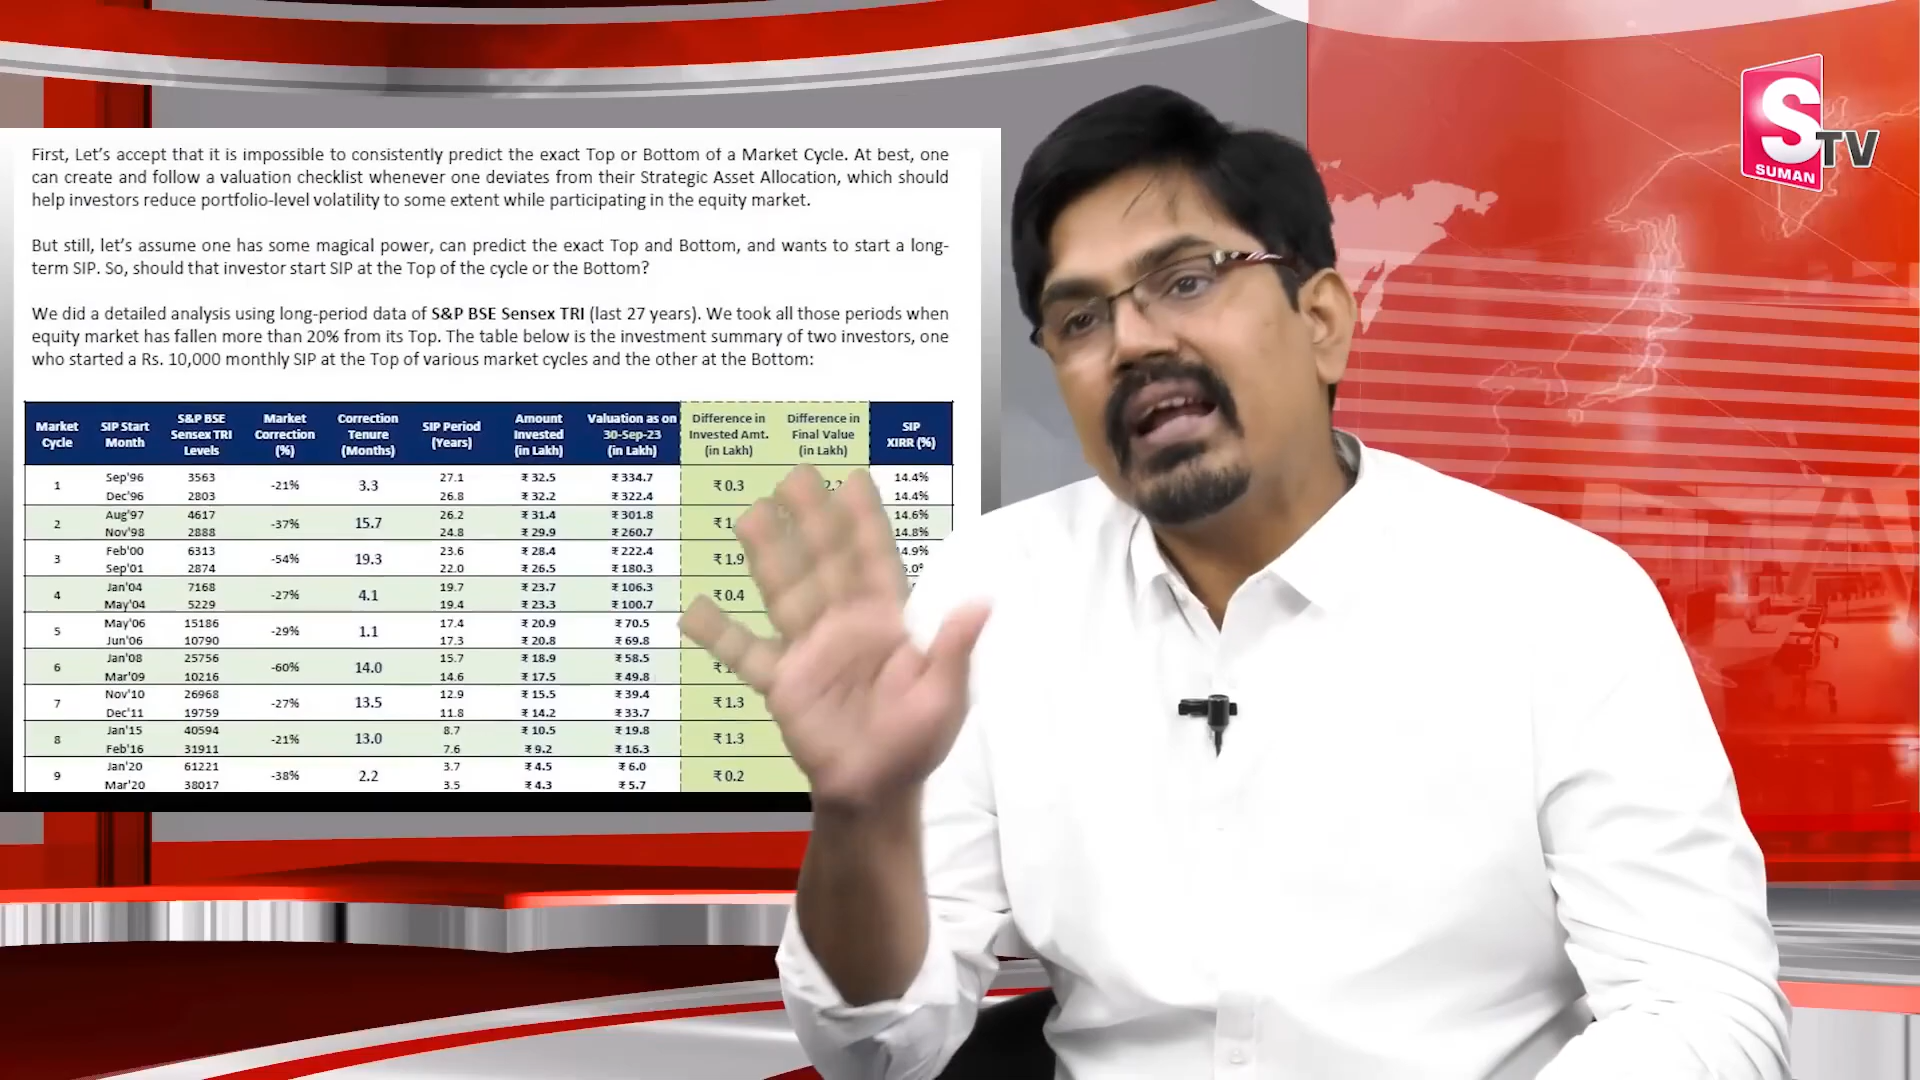 First, Let's accept that it is impossible to consistently predict the exact Top or Bottom of a Market Cycle. At best, one
can create and follow a valuation checklist whenever one deviates from their Strategic Asset Allocation, which should
help investors reduce portfolio-level volatility to some extent while participating in the equity market.
But still, let's assume one has some magical power, can predict the exact Top and Bottom, and wants to start a long-
term SIP. So, should that investor start SIP at the Top of the cycle or the Bottom?
We did a detailed analysis using long-period data of S&P BSE Sensex TRI (last 27 years). We took all those periods when
equity market has fallen more than 20% from its Top. The table below is the investment summary of two investors, one
who started a Rs. 10,000 monthly SIP at the Top of various market cycles and the other at the Bottom:
Market Cycle SIP Start Month S&P BSE Sensex TRI Levels Market Correction (%) Correction Tenure (Months) SIP Period (Years) Amount Invested (in Lakh) Valuation as on 30-Sep-23 (in Lakh) Difference in Invested Amt. (in Lakh) Difference in Final Value (in Lakh) SIP XIRR (%)
1 Sep'96 3563 -21% 3.3 27.1 ₹ 32.5 ₹ 334.7 ₹ 0.3 14.4%
Dec'96 2803 26.8 ₹ 32.2 ₹ 322.4 14.4%
2 Aug'97 4617 -37% 15.7 26.2 ₹ 31.4 ₹ 301.8 14.6%
Nov'98 2888 24.8 ₹ 29.9 ₹ 260.7 14.8%
3 Feb'00 6313 -54% 19.3 23.6 ₹ 28.4 ₹ 222.4 ₹ 1.9
Sep'01 2874 22.0 ₹ 26.5 ₹ 180.3
4 Jan'04 7168 -27% 4.1 19.7 ₹ 23.7 ₹ 106.3 ₹ 0.4
May'04 5229 19.4 ₹ 23.3 ₹ 100.7
5 May'06 15186 -29% 1.1 17.4 ₹ 20.9 ₹ 70.5
Jun'06 10790 17.3 ₹ 20.8 ₹ 69.8
6 Jan'08 25756 -60% 14.0 15.7 ₹ 18.9 ₹ 58.5
Mar'09 10216 14.6 ₹ 17.5 ₹ 49.8
7 Nov'10 26968 -27% 13.5 12.9 ₹ 15.5 ₹ 39.4 ₹ 1.3
Dec'11 19759 11.8 ₹ 14.2 ₹ 33.7
8 Jan'15 40594 -21% 13.0 8.7 ₹ 10.5 ₹ 19.8 ₹ 1.3
Feb'16 31911 7.6 ₹ 9.2 ₹ 16.3
9 Jan'20 61221 -38% 2.2 3.7 ₹ 4.5 ₹ 6.0 ₹ 0.2
Mar'20 38017 3.5 ₹ 4.3 ₹ 5.7
S TV
SUMAN